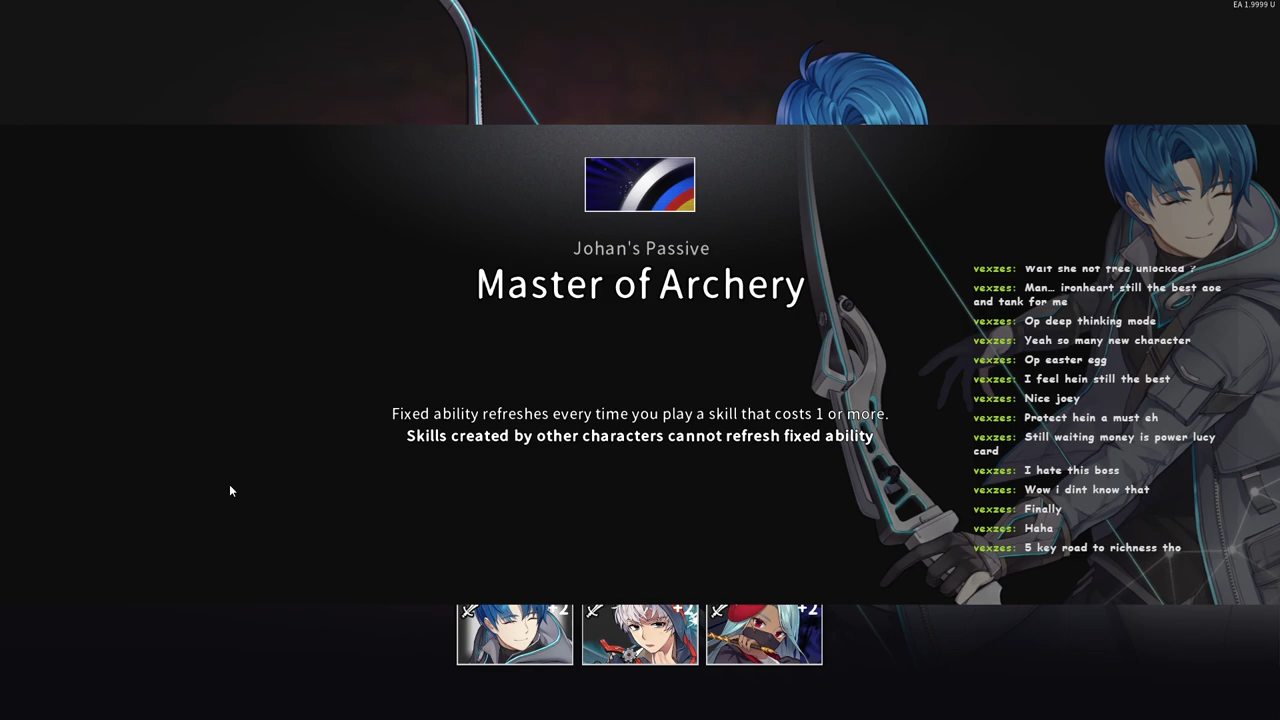 EA 1.9999 U
Johan's Passive
Master of Archery
Fixed ability refreshes every time you play a skill that costs 1 or more.
Skills created by other characters cannot refresh fixed ability
vexzes: Wait she not free unlocked ?
vexzes: Man... ironheart still the best aoe
and tank for me
vexzes: Op deep thinking mode
vexzes: Yeah so many new character
vexzes: Op easter egg
vexzes: I feel hein still the best
vexzes: Nice joey
vexzes: Protect hein a must eh
vexzes: Still waiting money is power lucy
card
vexzes: I hate this boss
vexzes: Wow i dint know that
vexzes: Finally
vexzes: Haha
vexzes: 5 key road to richness tho
+2
+2
+2